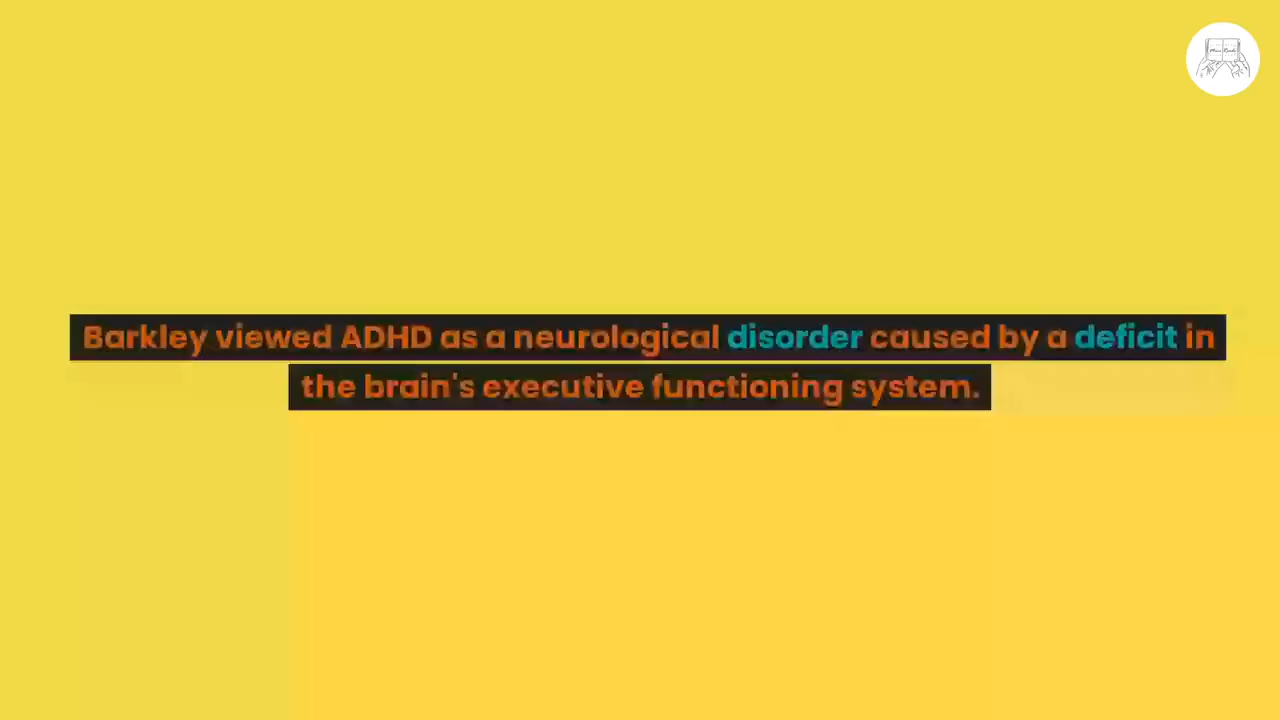 Barkley viewed ADHD as a neurological disorder caused by a deficit in
the brain's executive functioning system.